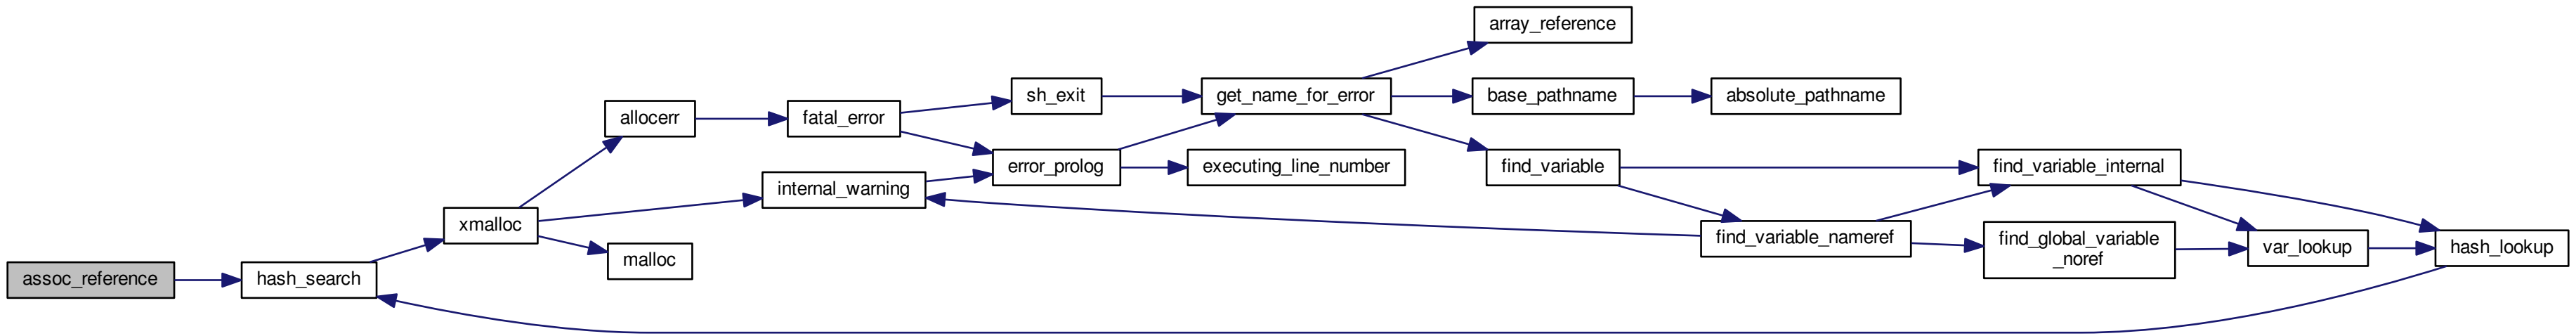 array_reference
sh_exit
get_name_for_error
base_pathname
absolute_pathname
allocerr
fatal_error
error_prolog
executing_line_number
find_variable
find_variable_internal
internal_warning
xmalloc
find_variable_nameref
find_global_variable
_noref
var_lookup
hash_lookup
malloc
assoc_reference
hash_search